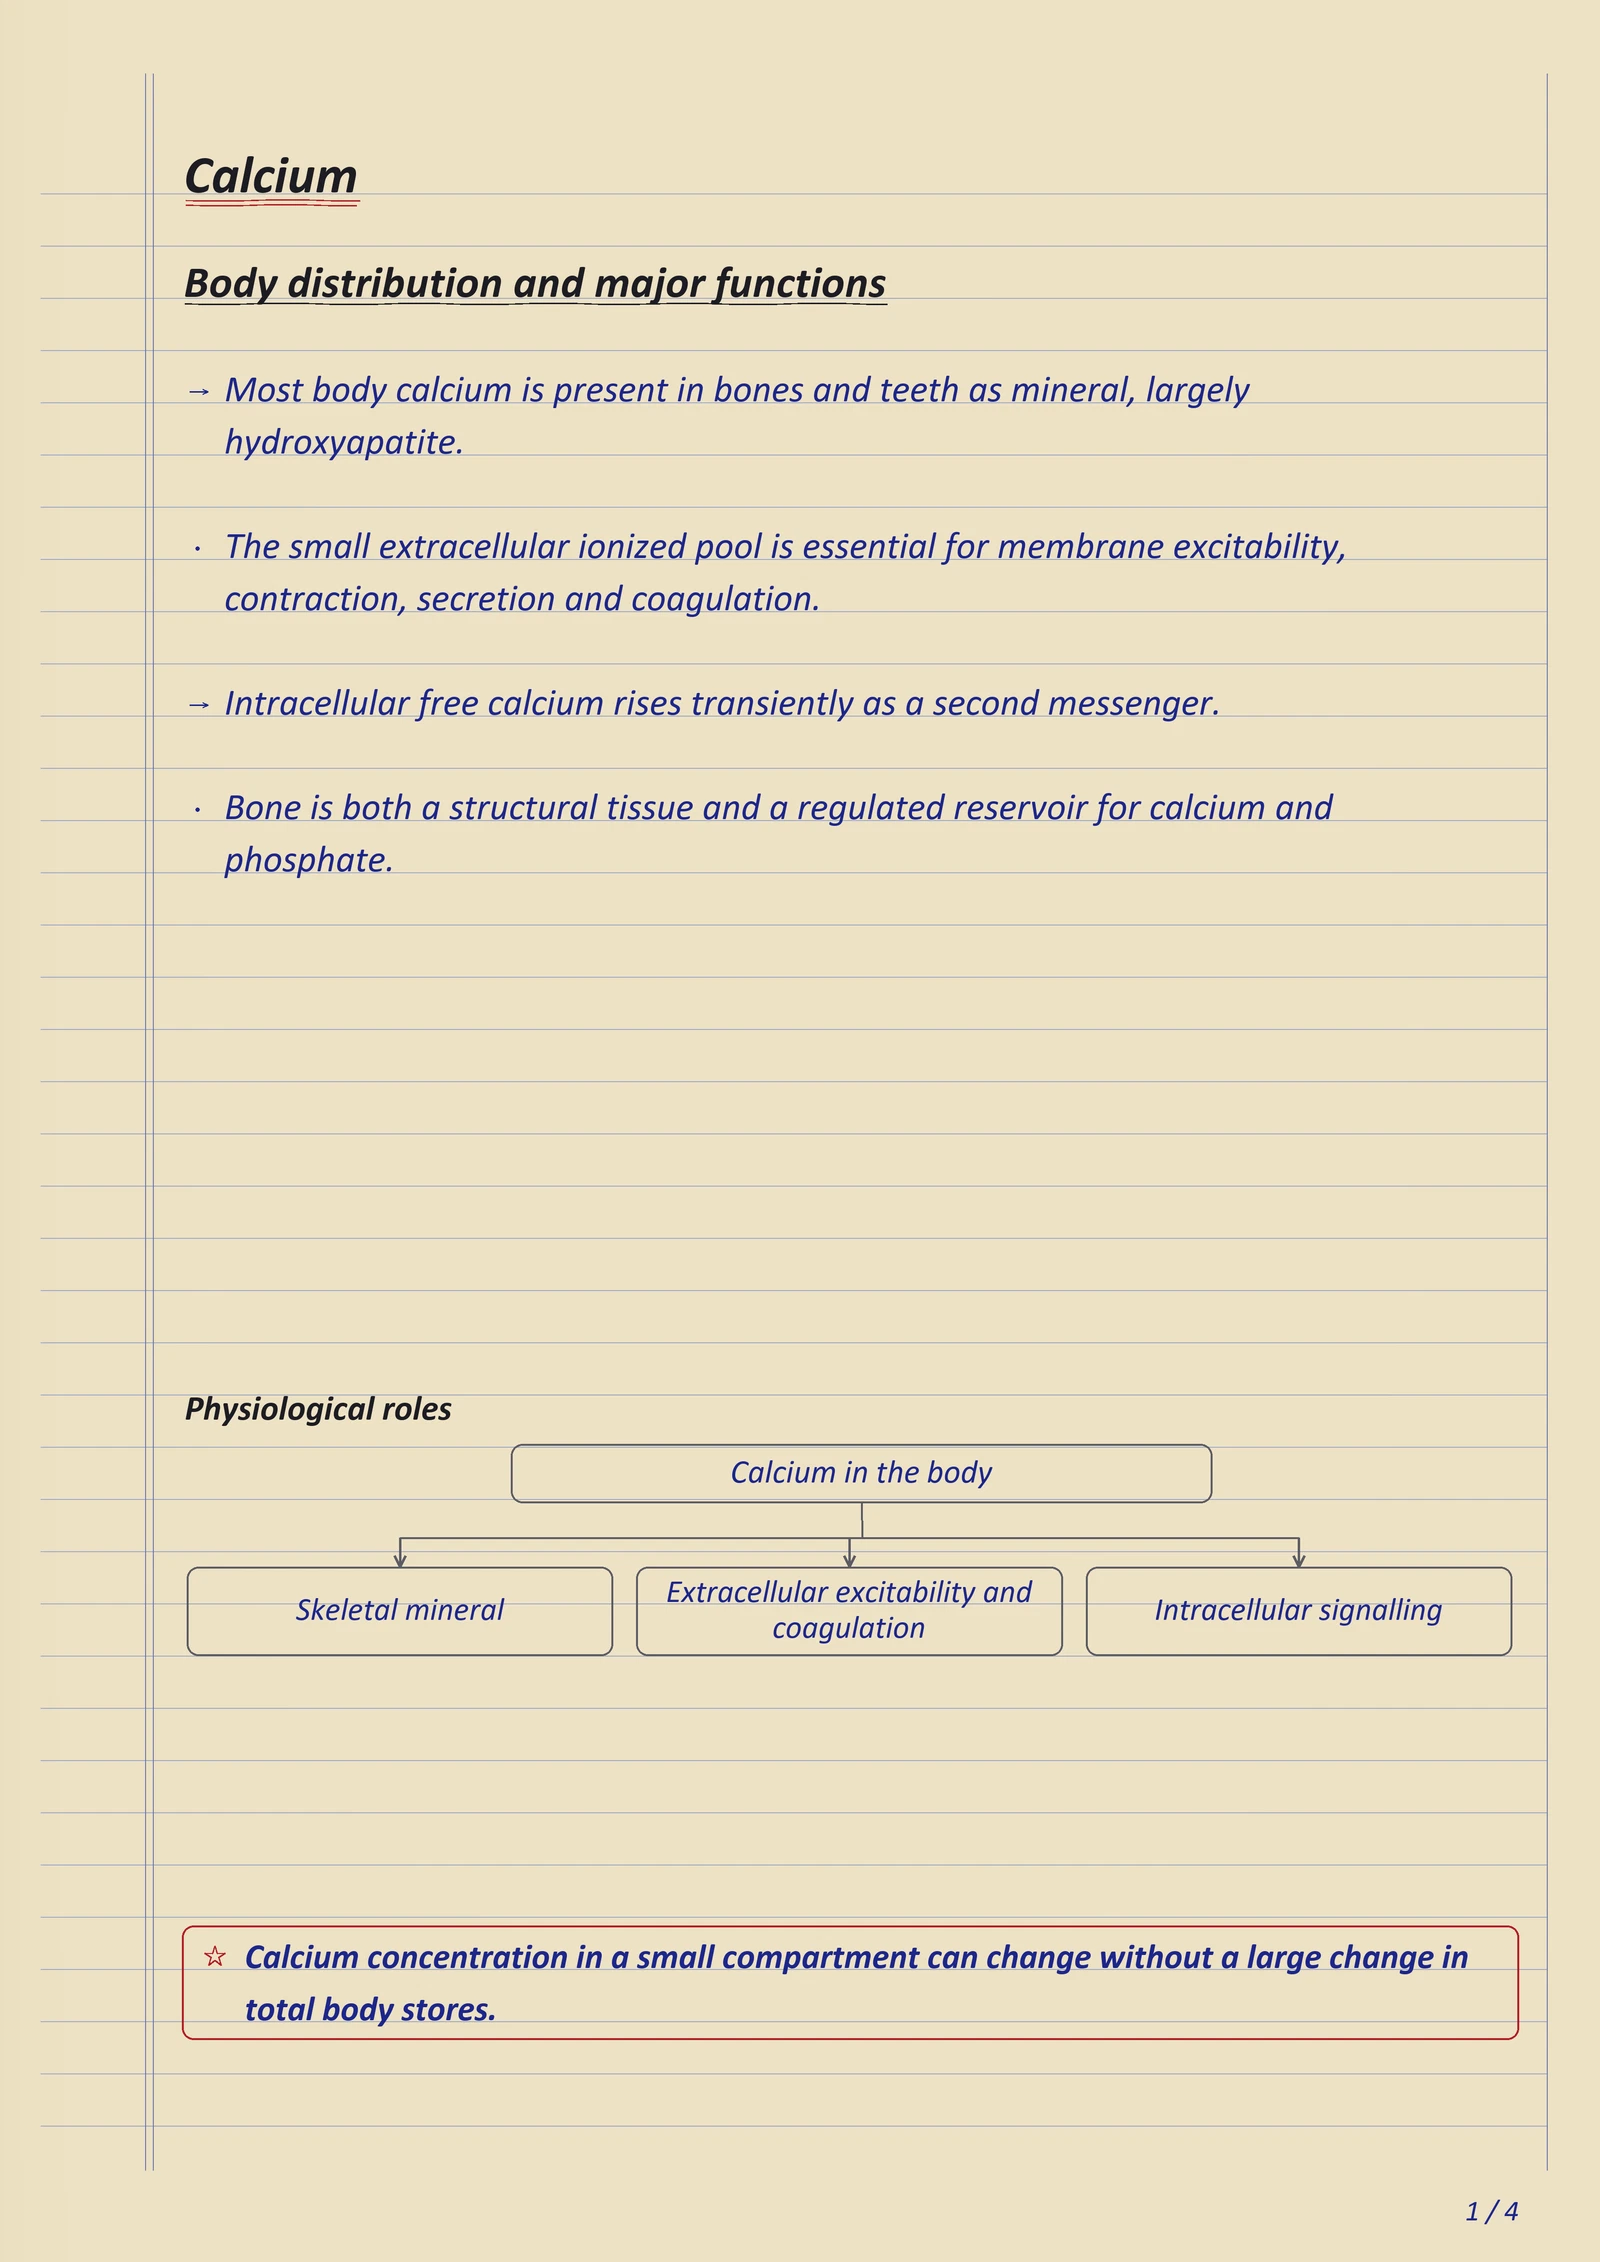 Calcium
Body distribution and major functions
→ Most body calcium is present in bones and teeth as mineral, largely
hydroxyapatite.
· The small extracellular ionized pool is essential for membrane excitability,
contraction, secretion and coagulation.
→ Intracellular free calcium rises transiently as a second messenger.
· Bone is both a structural tissue and a regulated reservoir for calcium and
phosphate.
Physiological roles
Calcium in the body
Skeletal mineral
Extracellular excitability and
coagulation
Intracellular signalling
☆ Calcium concentration in a small compartment can change without a large change in
total body stores.
1 / 4